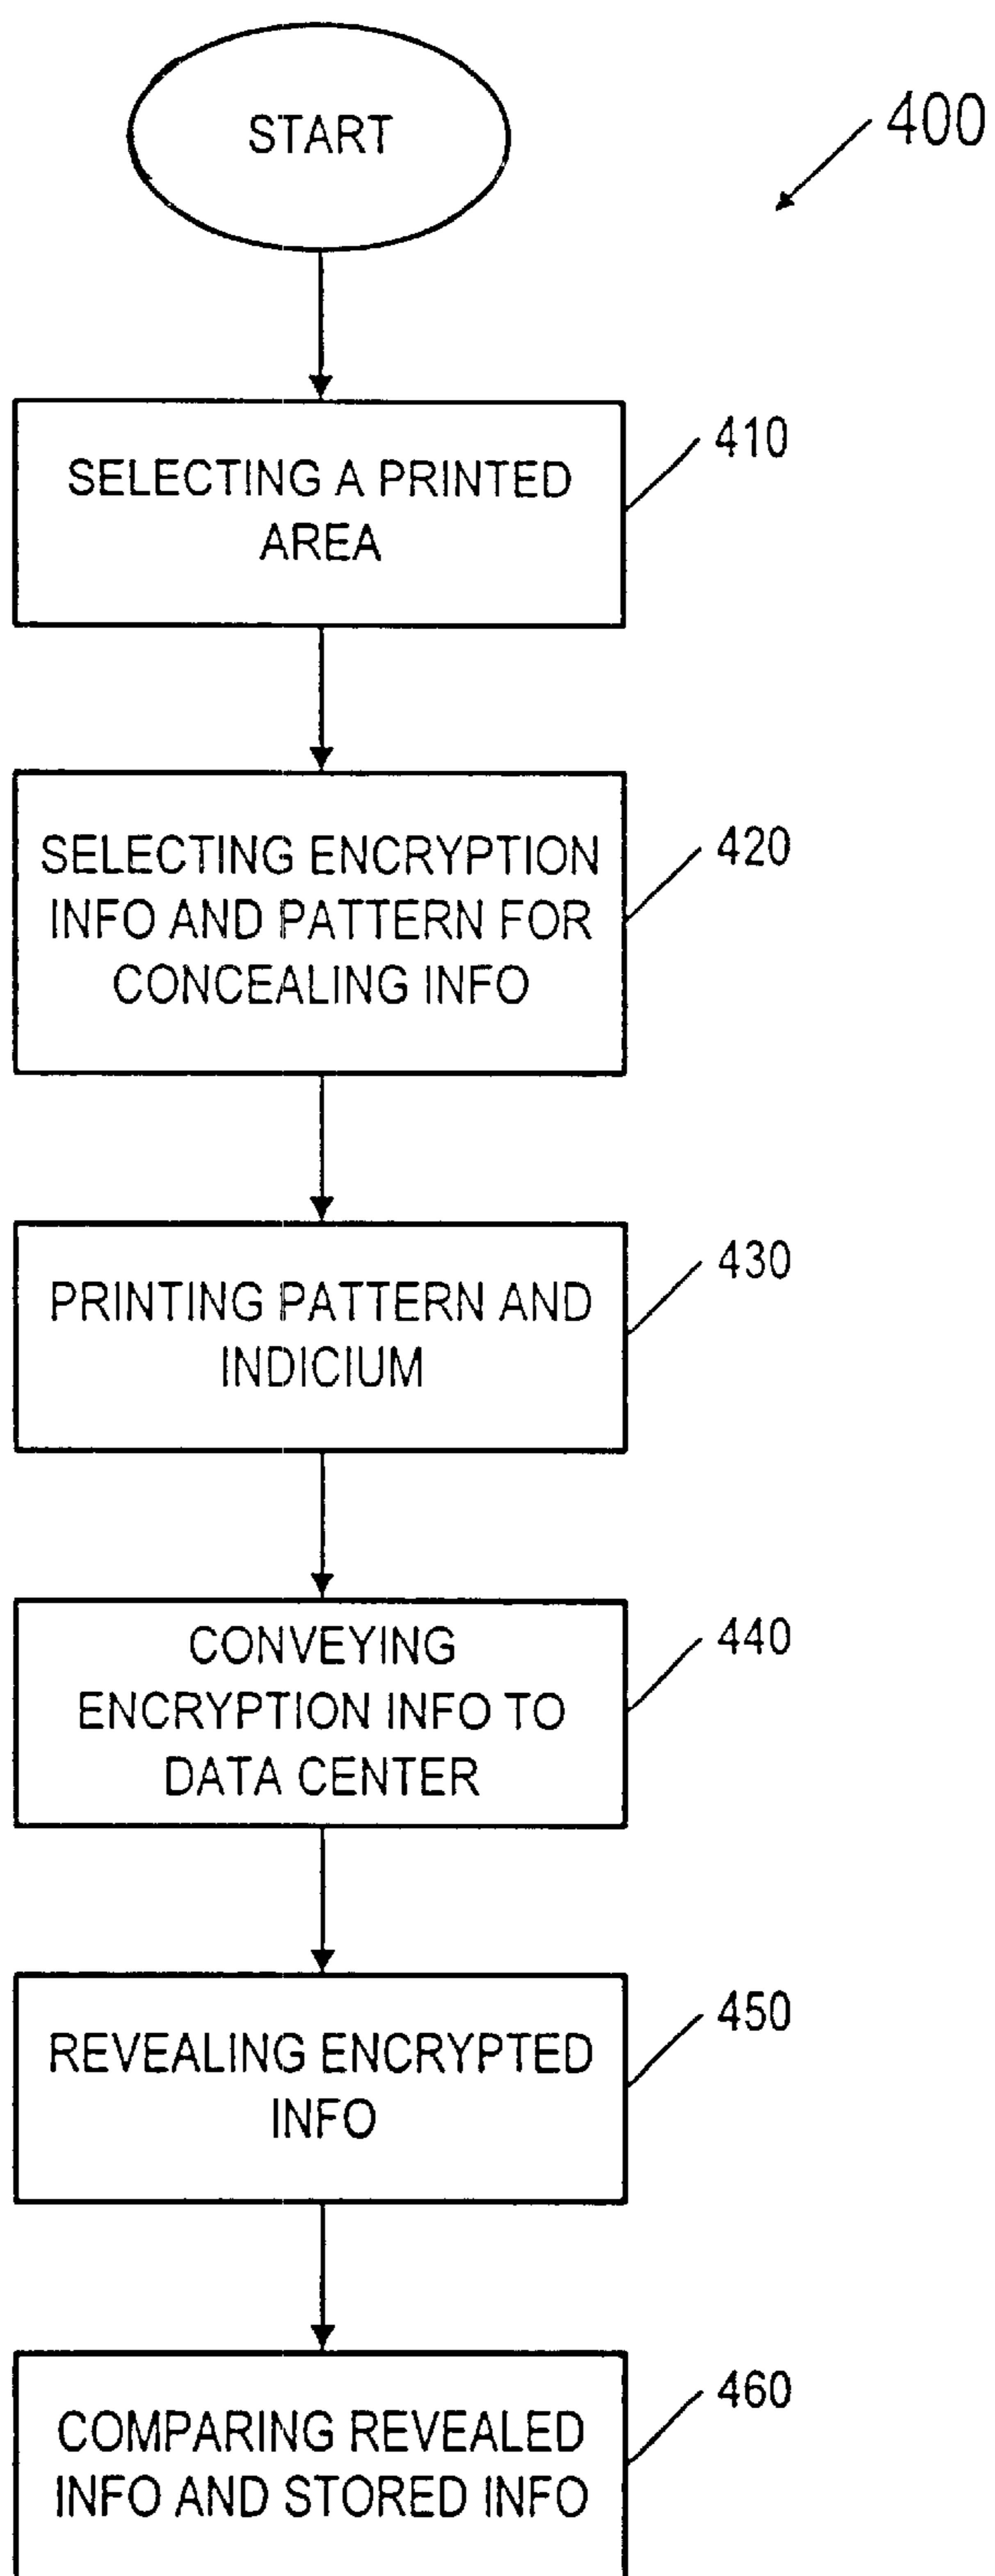 START
400
SELECTING A PRINTED
AREA
410
SELECTING ENCRYPTION
INFO AND PATTERN FOR
CONCEALING INFO
420
PRINTING PATTERN AND
INDICIUM
430
CONVEYING
ENCRYPTION INFO TO
DATA CENTER
440
REVEALING ENCRYPTED
INFO
450
COMPARING REVEALED
INFO AND STORED INFO
460